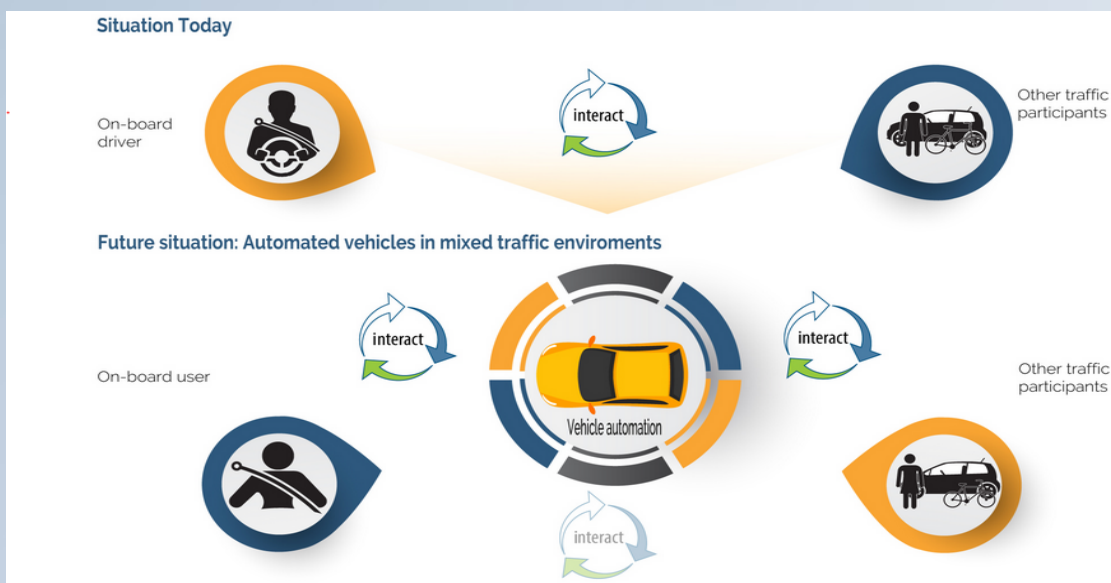 Situation Today
On-board
driver
interact
Other traffic
participants
Future situation: Automated vehicles in mixed traffic enviroments
interact
interact
On-board user
Vehicle automation
Other traffic
participants
interact